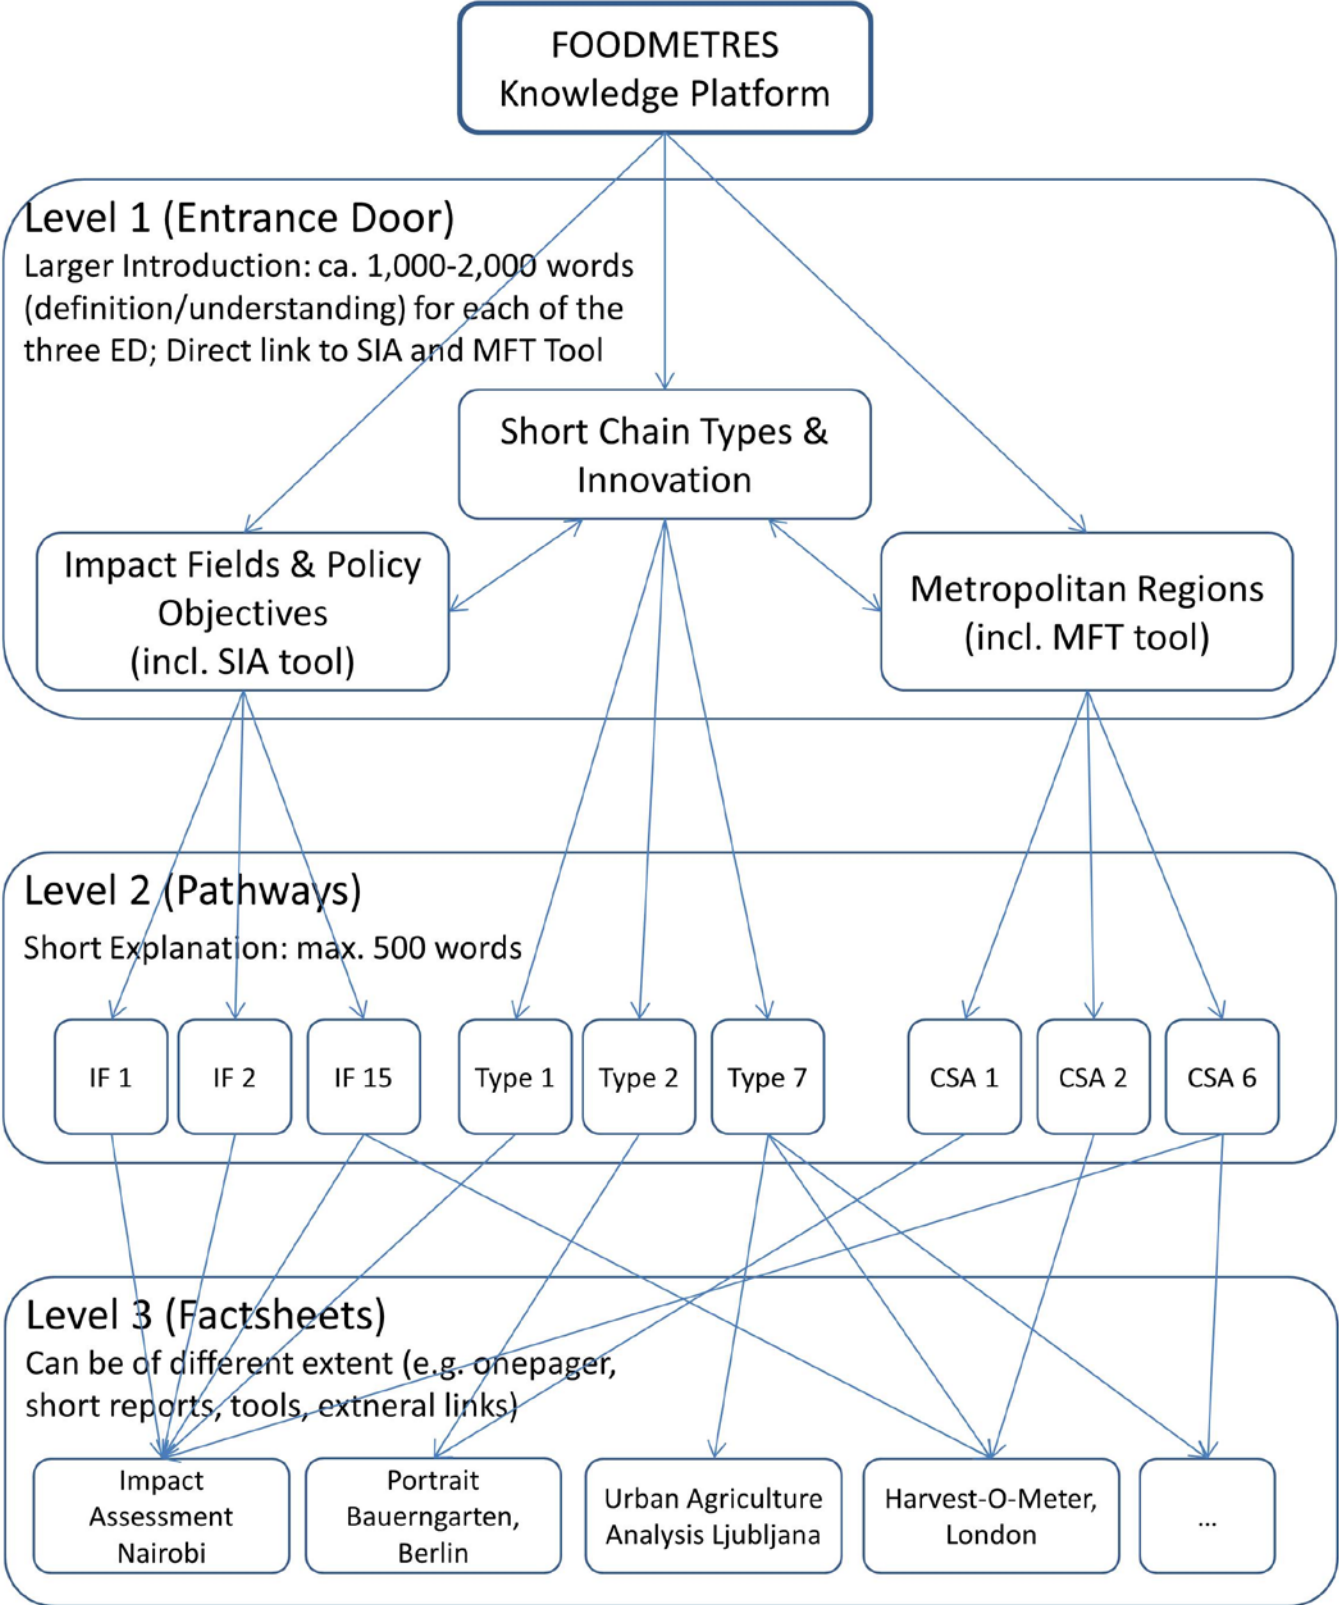 FOODMETRES
Knowledge Platform
Level 1 (Entrance Door)
Larger Introduction: ca. 1,000-2,000 words
(definition/understanding) for each of the
three ED; Direct link to SIA and MFT Tool
Short Chain Types &
Innovation
Impact Fields & Policy
Objectives
(incl. SIA tool)
Metropolitan Regions
(incl. MFT tool)
Level 2 (Pathways)
Short Explanation: max. 500 words
IF 1
IF 2
IF 15
Type 1
Type 2
Type 7
CSA 1
CSA 2
CSA 6
Level 3 (Factsheets)
Can be of different extent (e.g. onepager,
short reports, tools, extneral links)
Impact
Assessment
Nairobi
Portrait
Bauerngarten,
Berlin
Urban Agriculture
Analysis Ljubljana
Harvest-O-Meter,
London
...